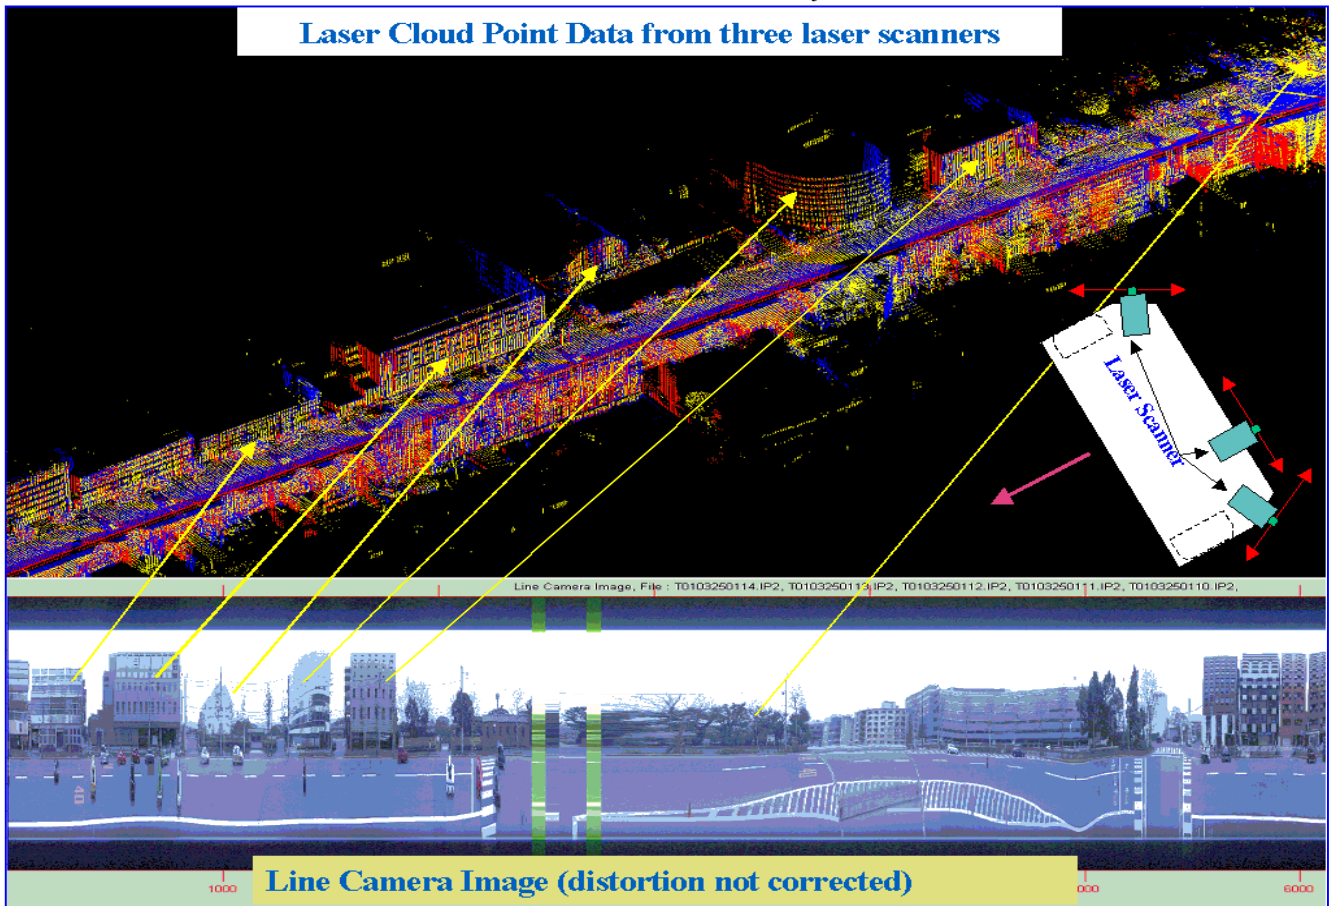 Laser Cloud Point Data from three laser scanners
Laser Scanner
Line Camera Image, File : T0103250114.IP2, T0103250113.IP2, T0103250112.IP2, T0103250111.IP2, T0103250110.IP2,
40
1000
Line Camera Image (distortion not corrected)
000
6000